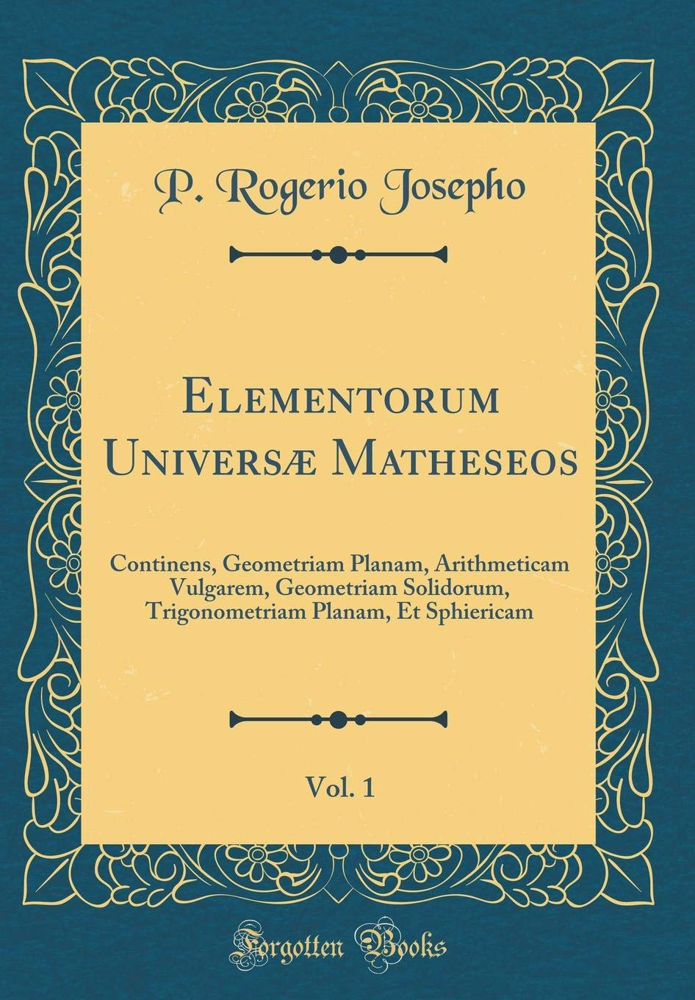 P. Rogerio Josepho
Elementorum
Universæ Matheseos
Continens, Geometriam Planam, Arithmeticam
Vulgarem, Geometriam Solidorum,
Trigonometriam Planam, Et Sphiericam
Vol. 1
Forgotten Books